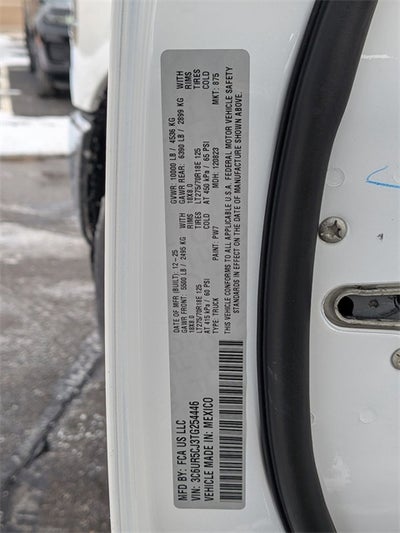 MFD BY: FCA US LLC
VIN: 3C6UR5CJ3TG254446
VEHICLE MADE IN: MEXICO
DATE OF MFR (BUILT): 12-25 GVWR: 10000 LB / 4536 KG
GAWR FRONT: 5500 LB / 2495 KG GAWR REAR: 6390 LB / 2899 KG WITH
18X8.0 18X8.0 RIMS
LT275/70R18E 125 LT275/70R18E 125 TIRES
AT 415 kPa / 60 PSI AT 450 kPa / 65 PSI COLD
TYPE: TRUCK PAINT: PW7 MDH: 120823 MKT: 875
THIS VEHICLE CONFORMS TO ALL APPLICABLE U.S.A. FEDERAL MOTOR VEHICLE SAFETY
STANDARDS IN EFFECT ON THE DATE OF MANUFACTURE SHOWN ABOVE